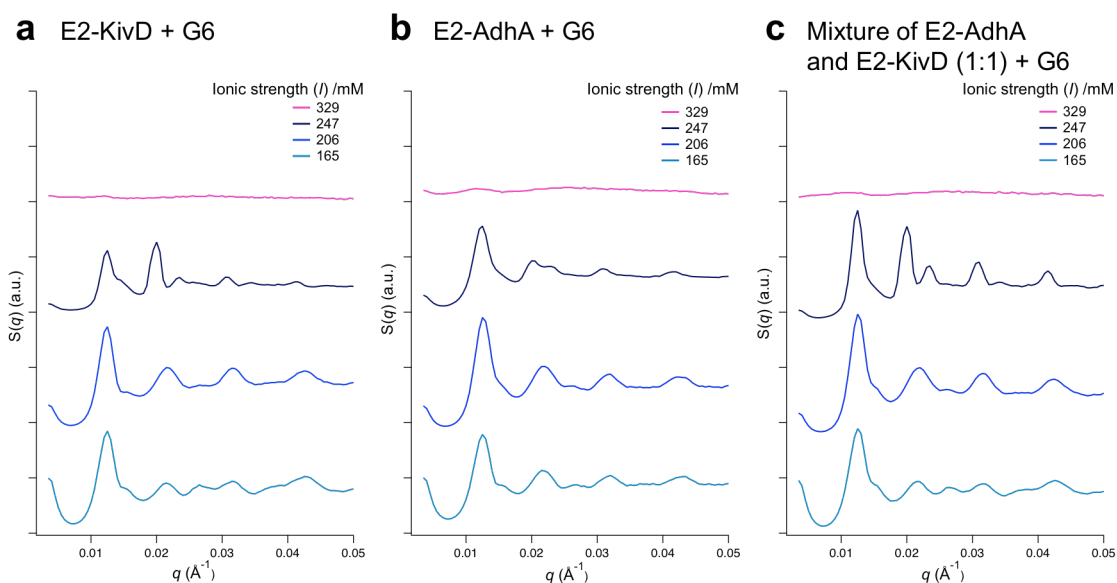 a E2-KivD + G6
Ionic strength (I) /mM
329
247
206
165
S(q) (a.u.)
0.01 0.02 0.03 0.04 0.05
q (Å⁻¹)
b E2-AdhA + G6
Ionic strength (I) /mM
329
247
206
165
S(q) (a.u.)
0.01 0.02 0.03 0.04 0.05
q (Å⁻¹)
c Mixture of E2-AdhA
and E2-KivD (1:1) + G6
Ionic strength (I) /mM
329
247
206
165
S(q) (a.u.)
0.01 0.02 0.03 0.04 0.05
q (Å⁻¹)